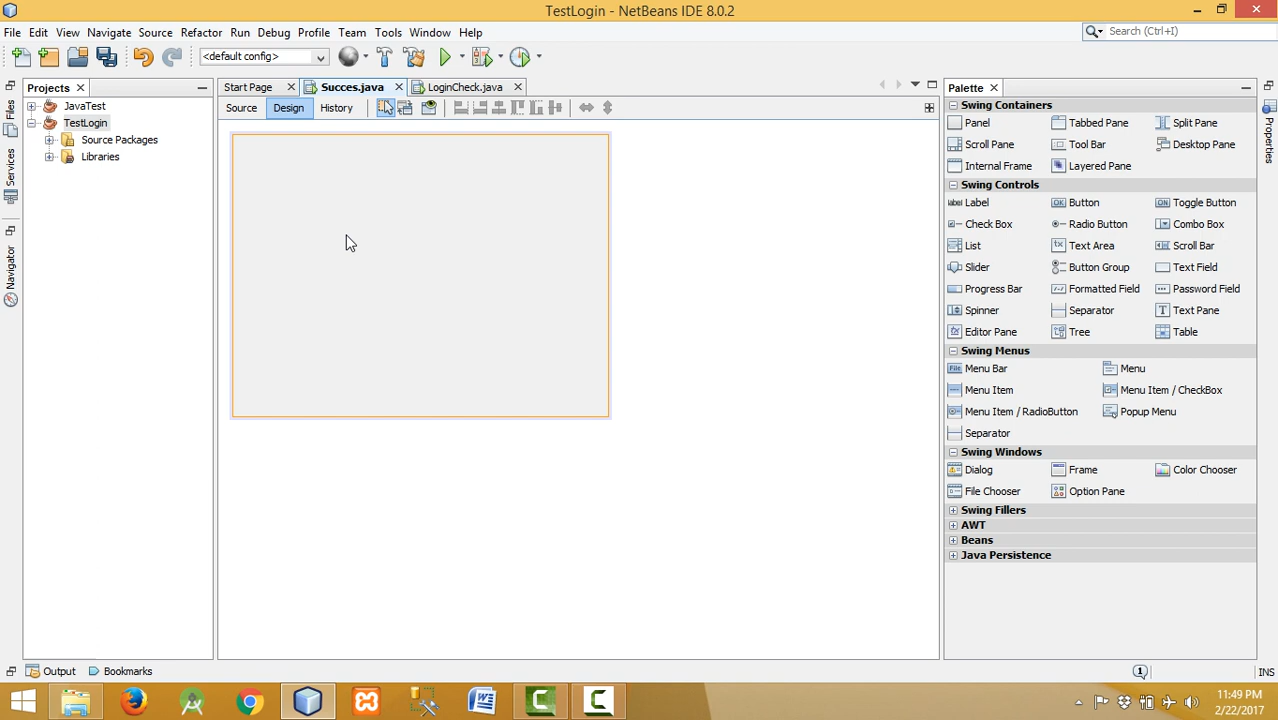 TestLogin - NetBeans IDE 8.0.2
File Edit View Navigate Source Refactor Run Debug Profile Team Tools Window Help
Search (Ctrl+I)
<default config>
Projects
Start Page
Succes.java
LoginCheck.java
Palette
Source Design History
Files
Services
Navigator
Properties
JavaTest
TestLogin
Source Packages
Libraries
Swing Containers
Panel Tabbed Pane Split Pane
Scroll Pane Tool Bar Desktop Pane
Internal Frame Layered Pane
Swing Controls
label Label OK Button ON Toggle Button
Check Box Radio Button Combo Box
List Text Area Scroll Bar
Slider Button Group Text Field
Progress Bar Formatted Field Password Field
Spinner Separator Text Pane
Editor Pane Tree Table
Swing Menus
File Menu Bar Menu
Menu Item Menu Item / CheckBox
Menu Item / RadioButton Popup Menu
Separator
Swing Windows
Dialog Frame Color Chooser
File Chooser Option Pane
Swing Fillers
AWT
Beans
Java Persistence
Output Bookmarks
1
INS
11:49 PM
2/22/2017